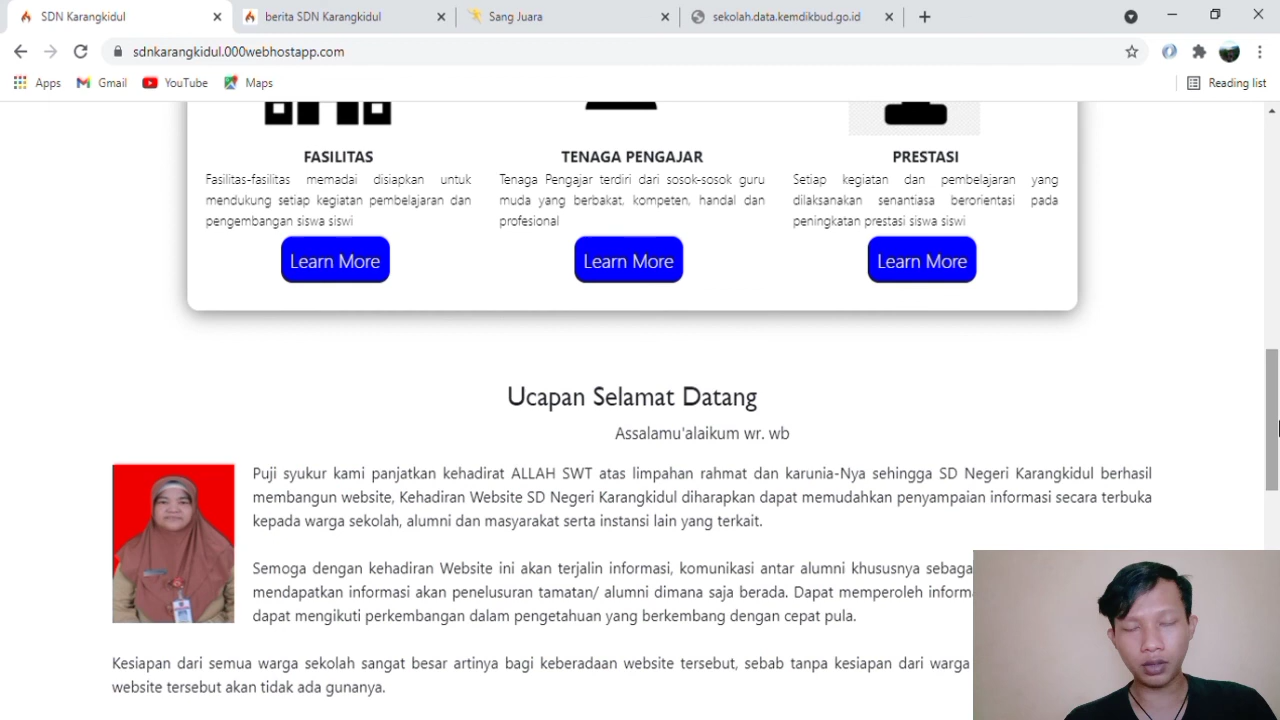 SDN Karangkidul
berita SDN Karangkidul
Sang Juara
sekolah.data.kemdikbud.go.id
sdnkarangkidul.000webhostapp.com
Apps
Gmail
YouTube
Maps
Reading list
FASILITAS
Fasilitas-fasilitas memadai disiapkan untuk
mendukung setiap kegiatan pembelajaran dan
pengembangan siswa siswi
Learn More
TENAGA PENGAJAR
Tenaga Pengajar terdiri dari sosok-sosok guru
muda yang berbakat, kompeten, handal dan
profesional
Learn More
PRESTASI
Setiap kegiatan dan pembelajaran yang
dilaksanakan senantiasa berorientasi pada
peningkatan prestasi siswa siswi
Learn More
Ucapan Selamat Datang
Assalamu'alaikum wr. wb
Puji syukur kami panjatkan kehadirat ALLAH SWT atas limpahan rahmat dan karunia-Nya sehingga SD Negeri Karangkidul berhasil
membangun website, Kehadiran Website SD Negeri Karangkidul diharapkan dapat memudahkan penyampaian informasi secara terbuka
kepada warga sekolah, alumni dan masyarakat serta instansi lain yang terkait.
Semoga dengan kehadiran Website ini akan terjalin informasi, komunikasi antar alumni khususnya sebaga
mendapatkan informasi akan penelusuran tamatan/ alumni dimana saja berada. Dapat memperoleh informa
dapat mengikuti perkembangan dalam pengetahuan yang berkembang dengan cepat pula.
Kesiapan dari semua warga sekolah sangat besar artinya bagi keberadaan website tersebut, sebab tanpa kesiapan dari warga
website tersebut akan tidak ada gunanya.